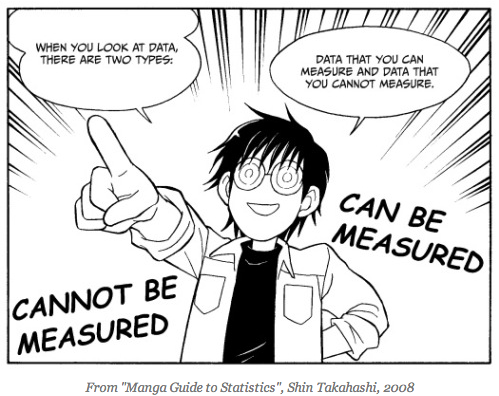 WHEN YOU LOOK AT DATA,
THERE ARE TWO TYPES:
DATA THAT YOU CAN
MEASURE AND DATA THAT
YOU CANNOT MEASURE.
CAN BE
MEASURED
CANNOT BE
MEASURED
From "Manga Guide to Statistics", Shin Takahashi, 2008